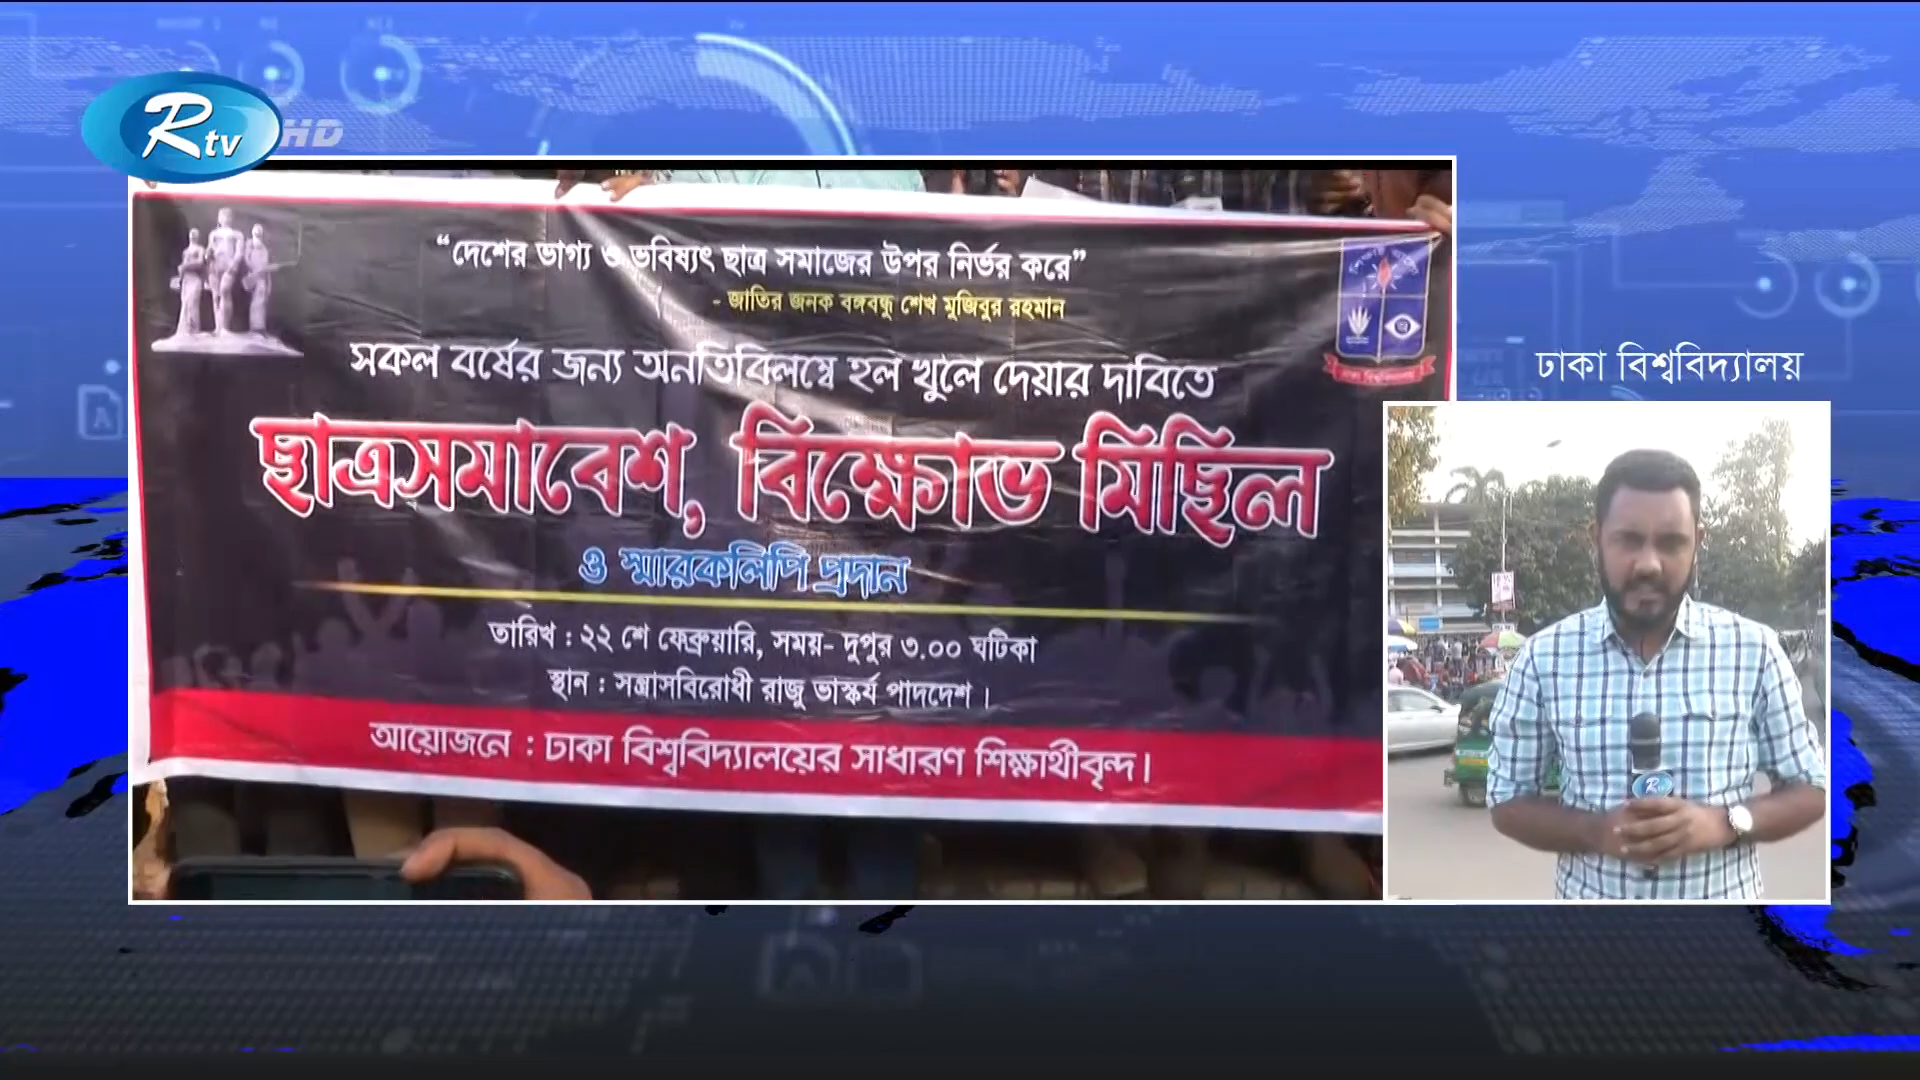 Rtv HD
“দেশের ভাগ্য ও ভবিষ্যৎ ছাত্র সমাজের উপর নির্ভর করে”
- জাতির জনক বঙ্গবন্ধু শেখ মুজিবুর রহমান
সকল বর্ষের জন্য অনতিবিলম্বে হল খুলে দেয়ার দাবিতে
ছাত্রসমাবেশ, বিক্ষোভ মিছিল
ও স্মারকলিপি প্রদান
তারিখ : ২২ শে ফেব্রুয়ারি, সময়- দুপুর ৩.০০ ঘটিকা
স্থান : সন্ত্রাসবিরোধী রাজু ভাস্কর্য পাদদেশ।
আয়োজনে : ঢাকা বিশ্ববিদ্যালয়ের সাধারণ শিক্ষার্থীবৃন্দ।
ঢাকা বিশ্ববিদ্যালয়
Rtv